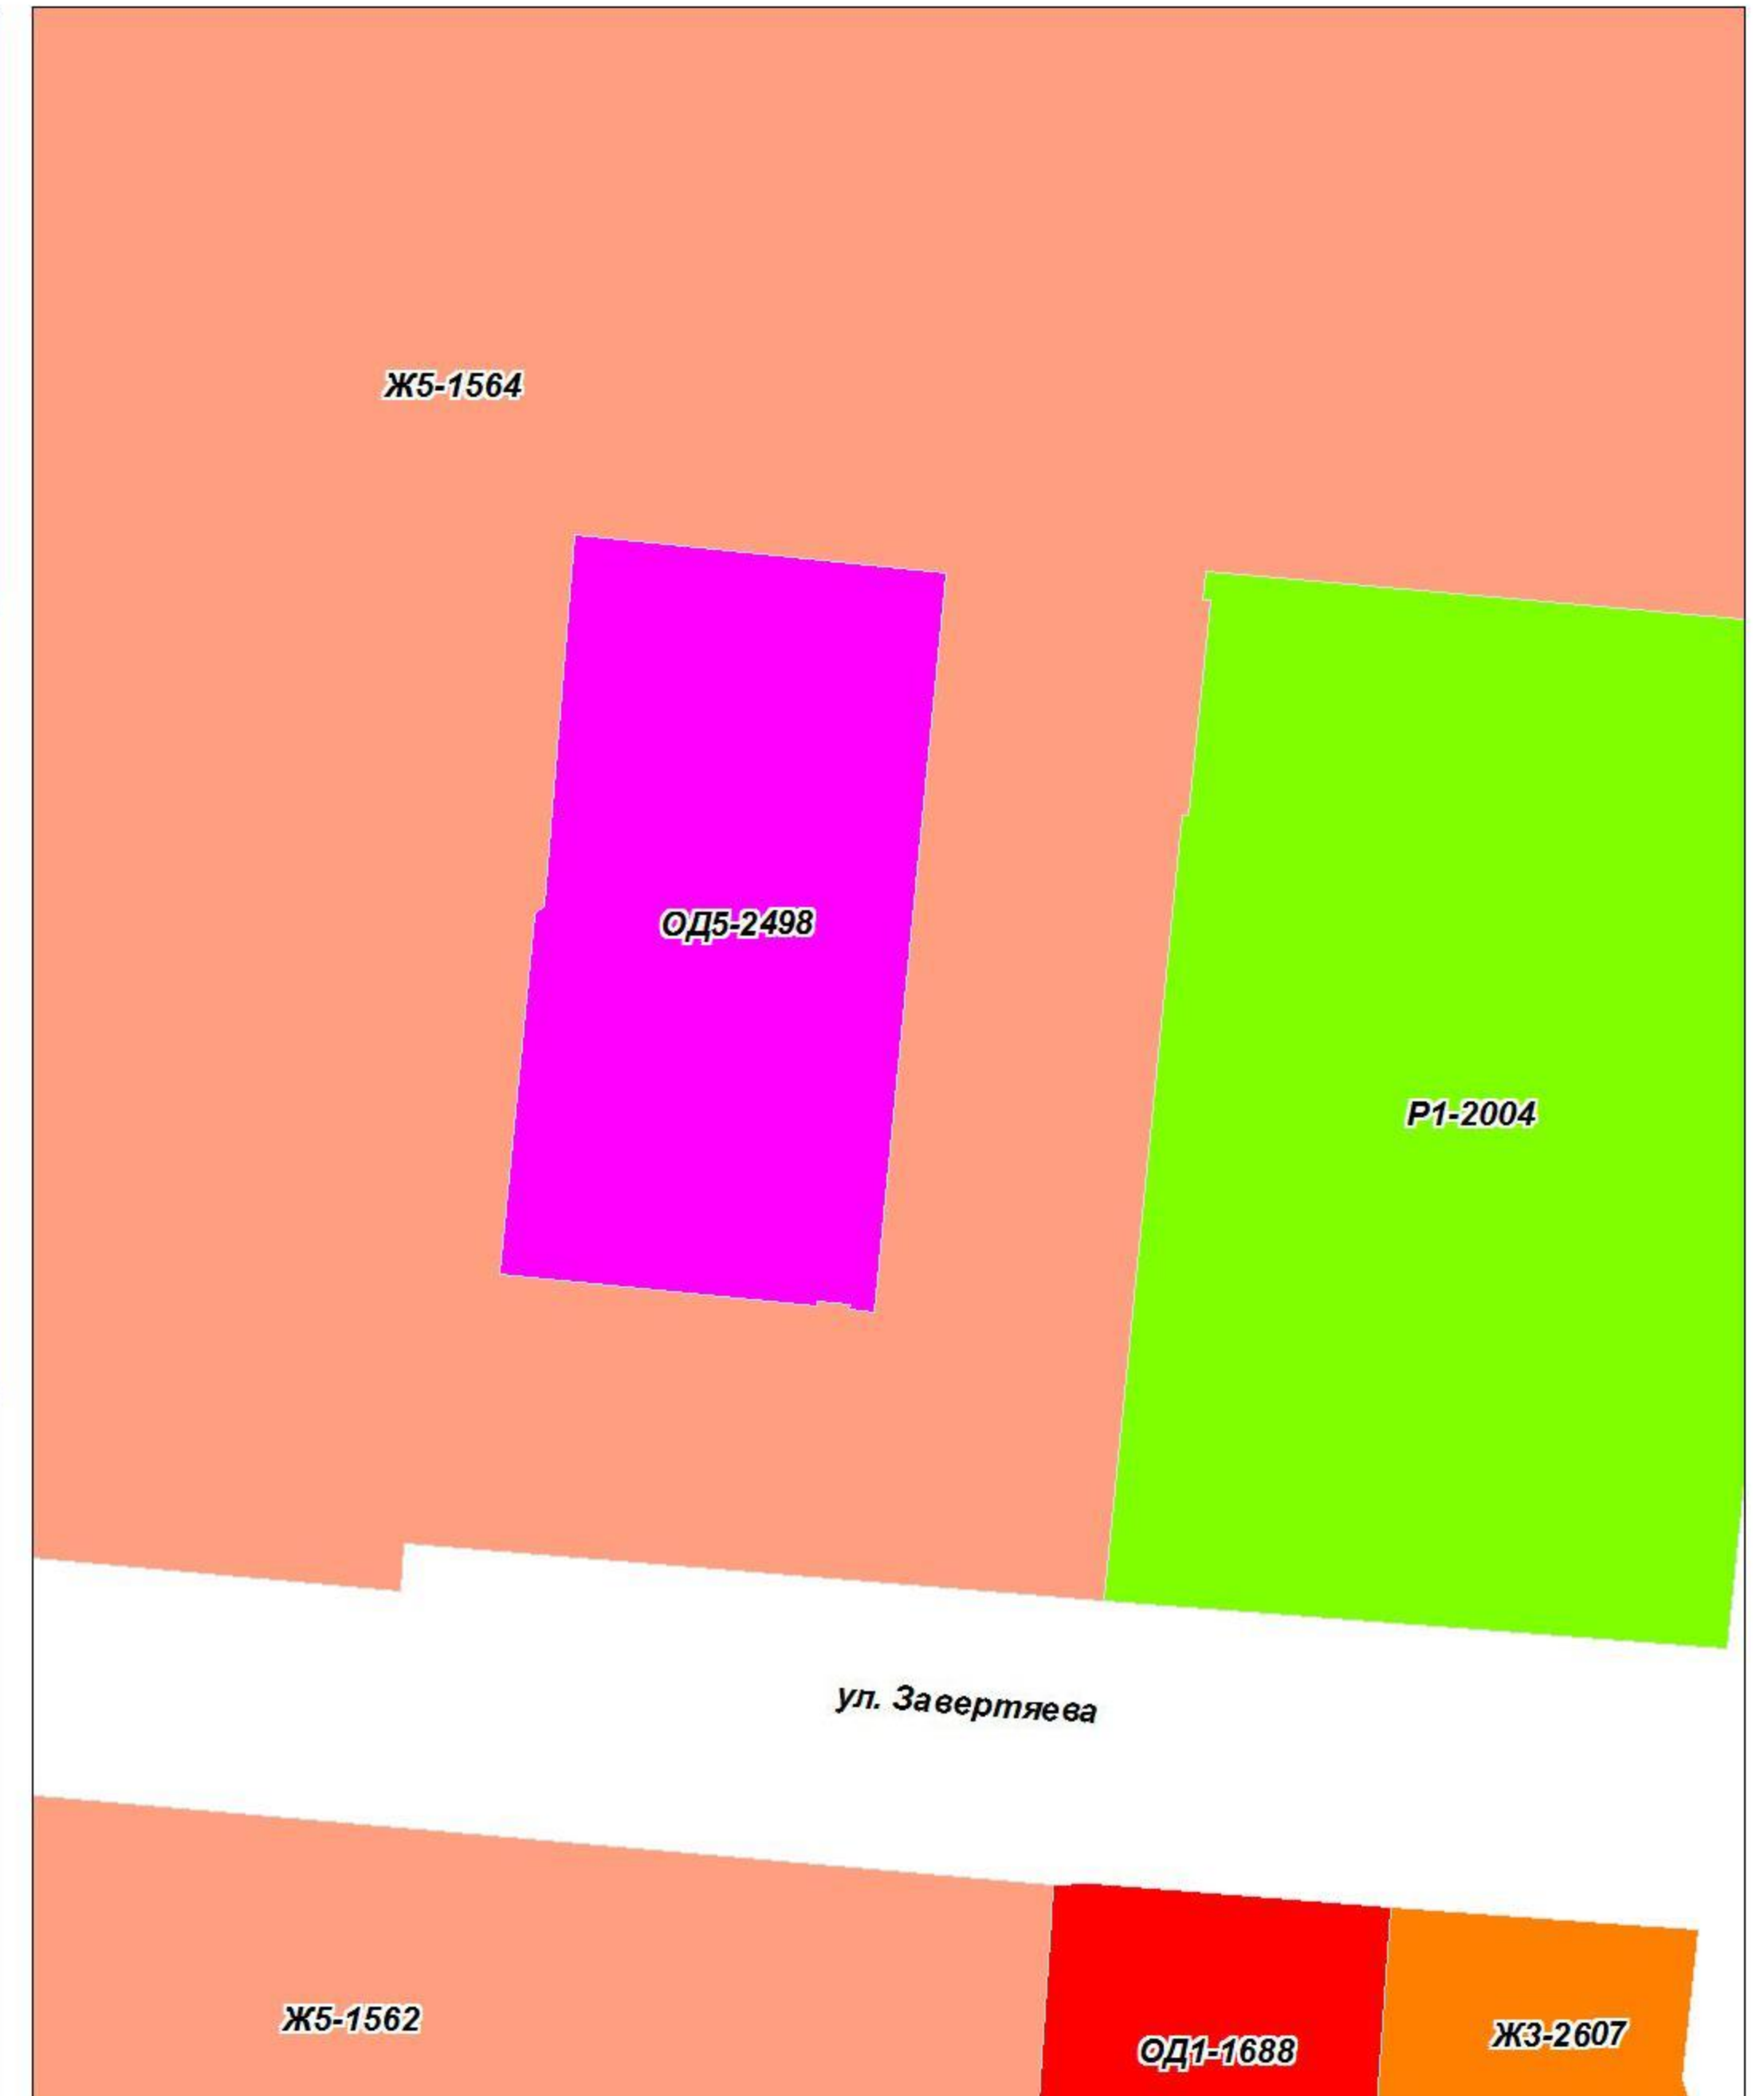 Ж5-1564
ОД5-2498
Р1-2004
ул. Завертяева
Ж5-1562
ОД1-1688
Ж3-2607